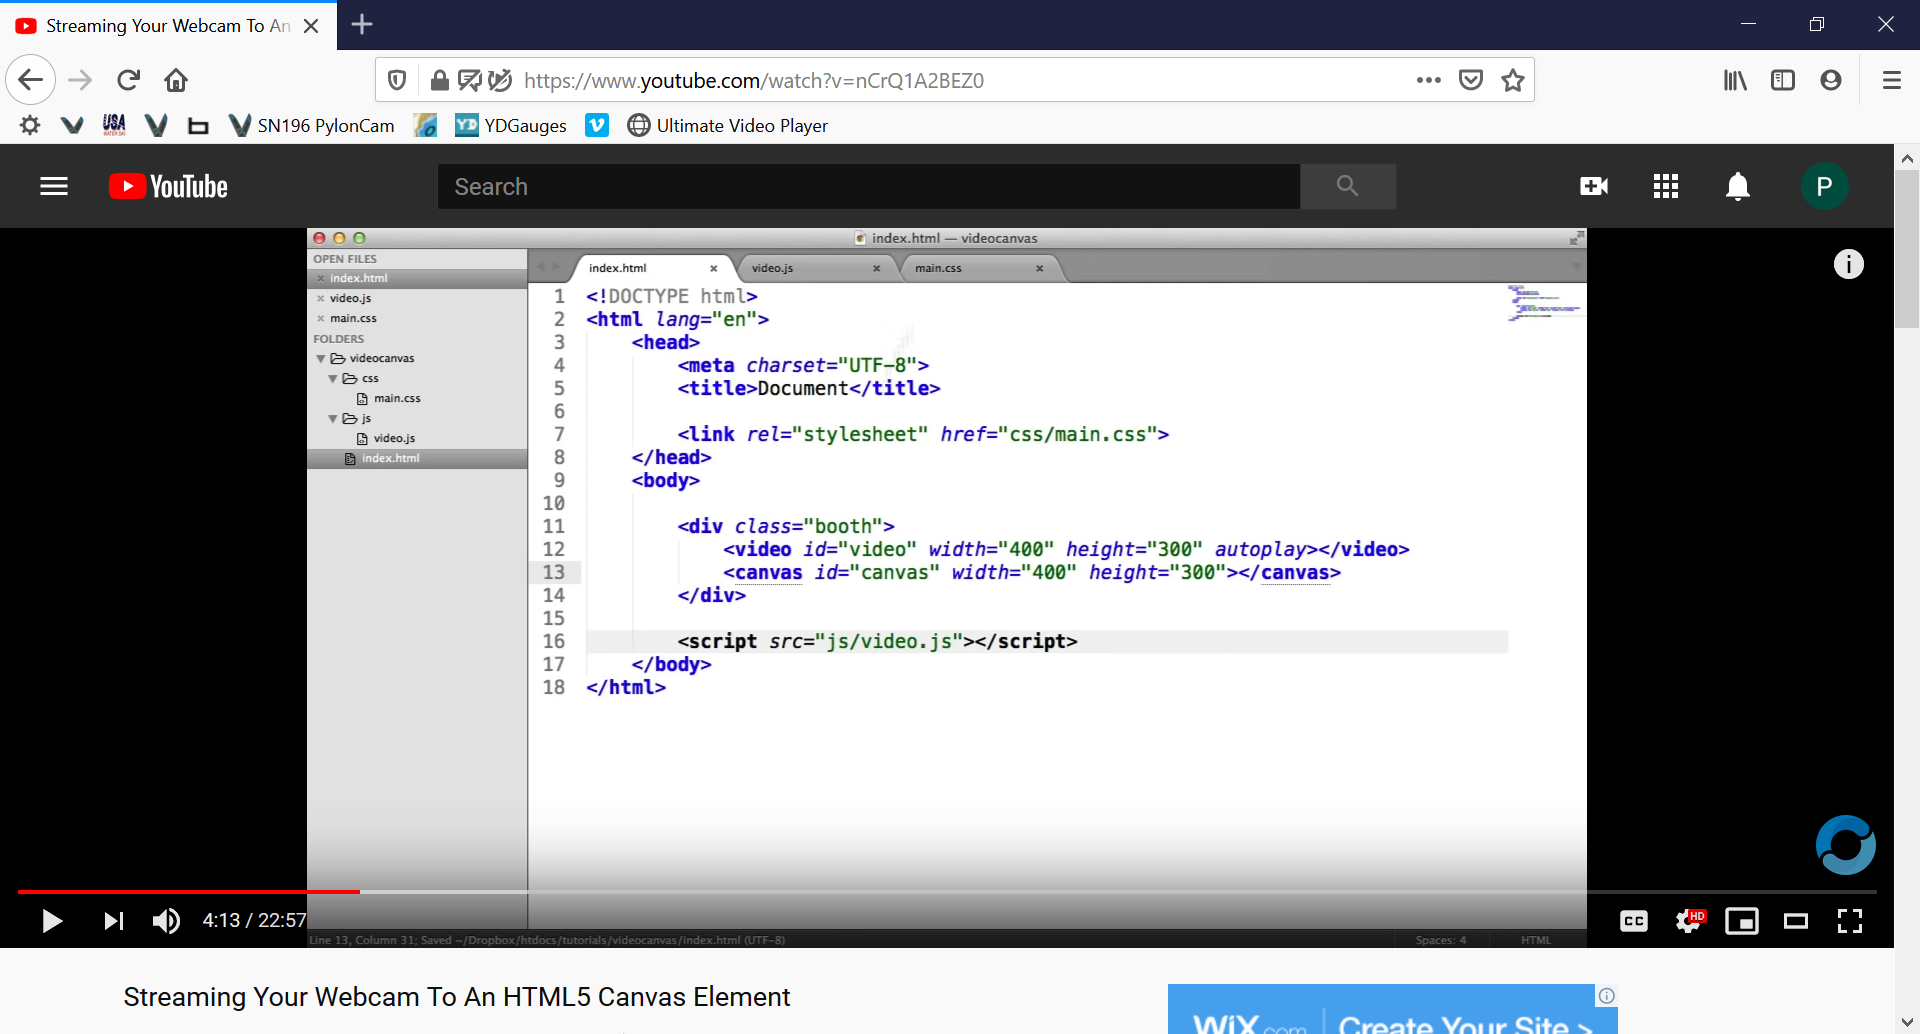 Streaming Your Webcam To An
https://www.youtube.com/watch?v=nCrQ1A2BEZ0
USA SN196 PylonCam YD YDGauges Ultimate Video Player
YouTube Search P
index.html — videocanvas
OPEN FILES
index.html
video.js
main.css
FOLDERS
videocanvas
css
main.css
js
video.js
index.html
index.html video.js main.css
1 <!DOCTYPE html>
2 <html lang="en">
3 <head>
4 <meta charset="UTF-8">
5 <title>Document</title>
6
7 <link rel="stylesheet" href="css/main.css">
8 </head>
9 <body>
10
11 <div class="booth">
12 <video id="video" width="400" height="300" autoplay></video>
13 <canvas id="canvas" width="400" height="300"></canvas>
14 </div>
15
16 <script src="js/video.js"></script>
17 </body>
18 </html>
4:13 / 22:57 CC HD
Line 13, Column 31; Saved ~/Dropbox/htdocs/tutorials/videocanvas/index.html (UTF-8) Spaces: 4 HTML
Streaming Your Webcam To An HTML5 Canvas Element
WiX.com Create Your Site >